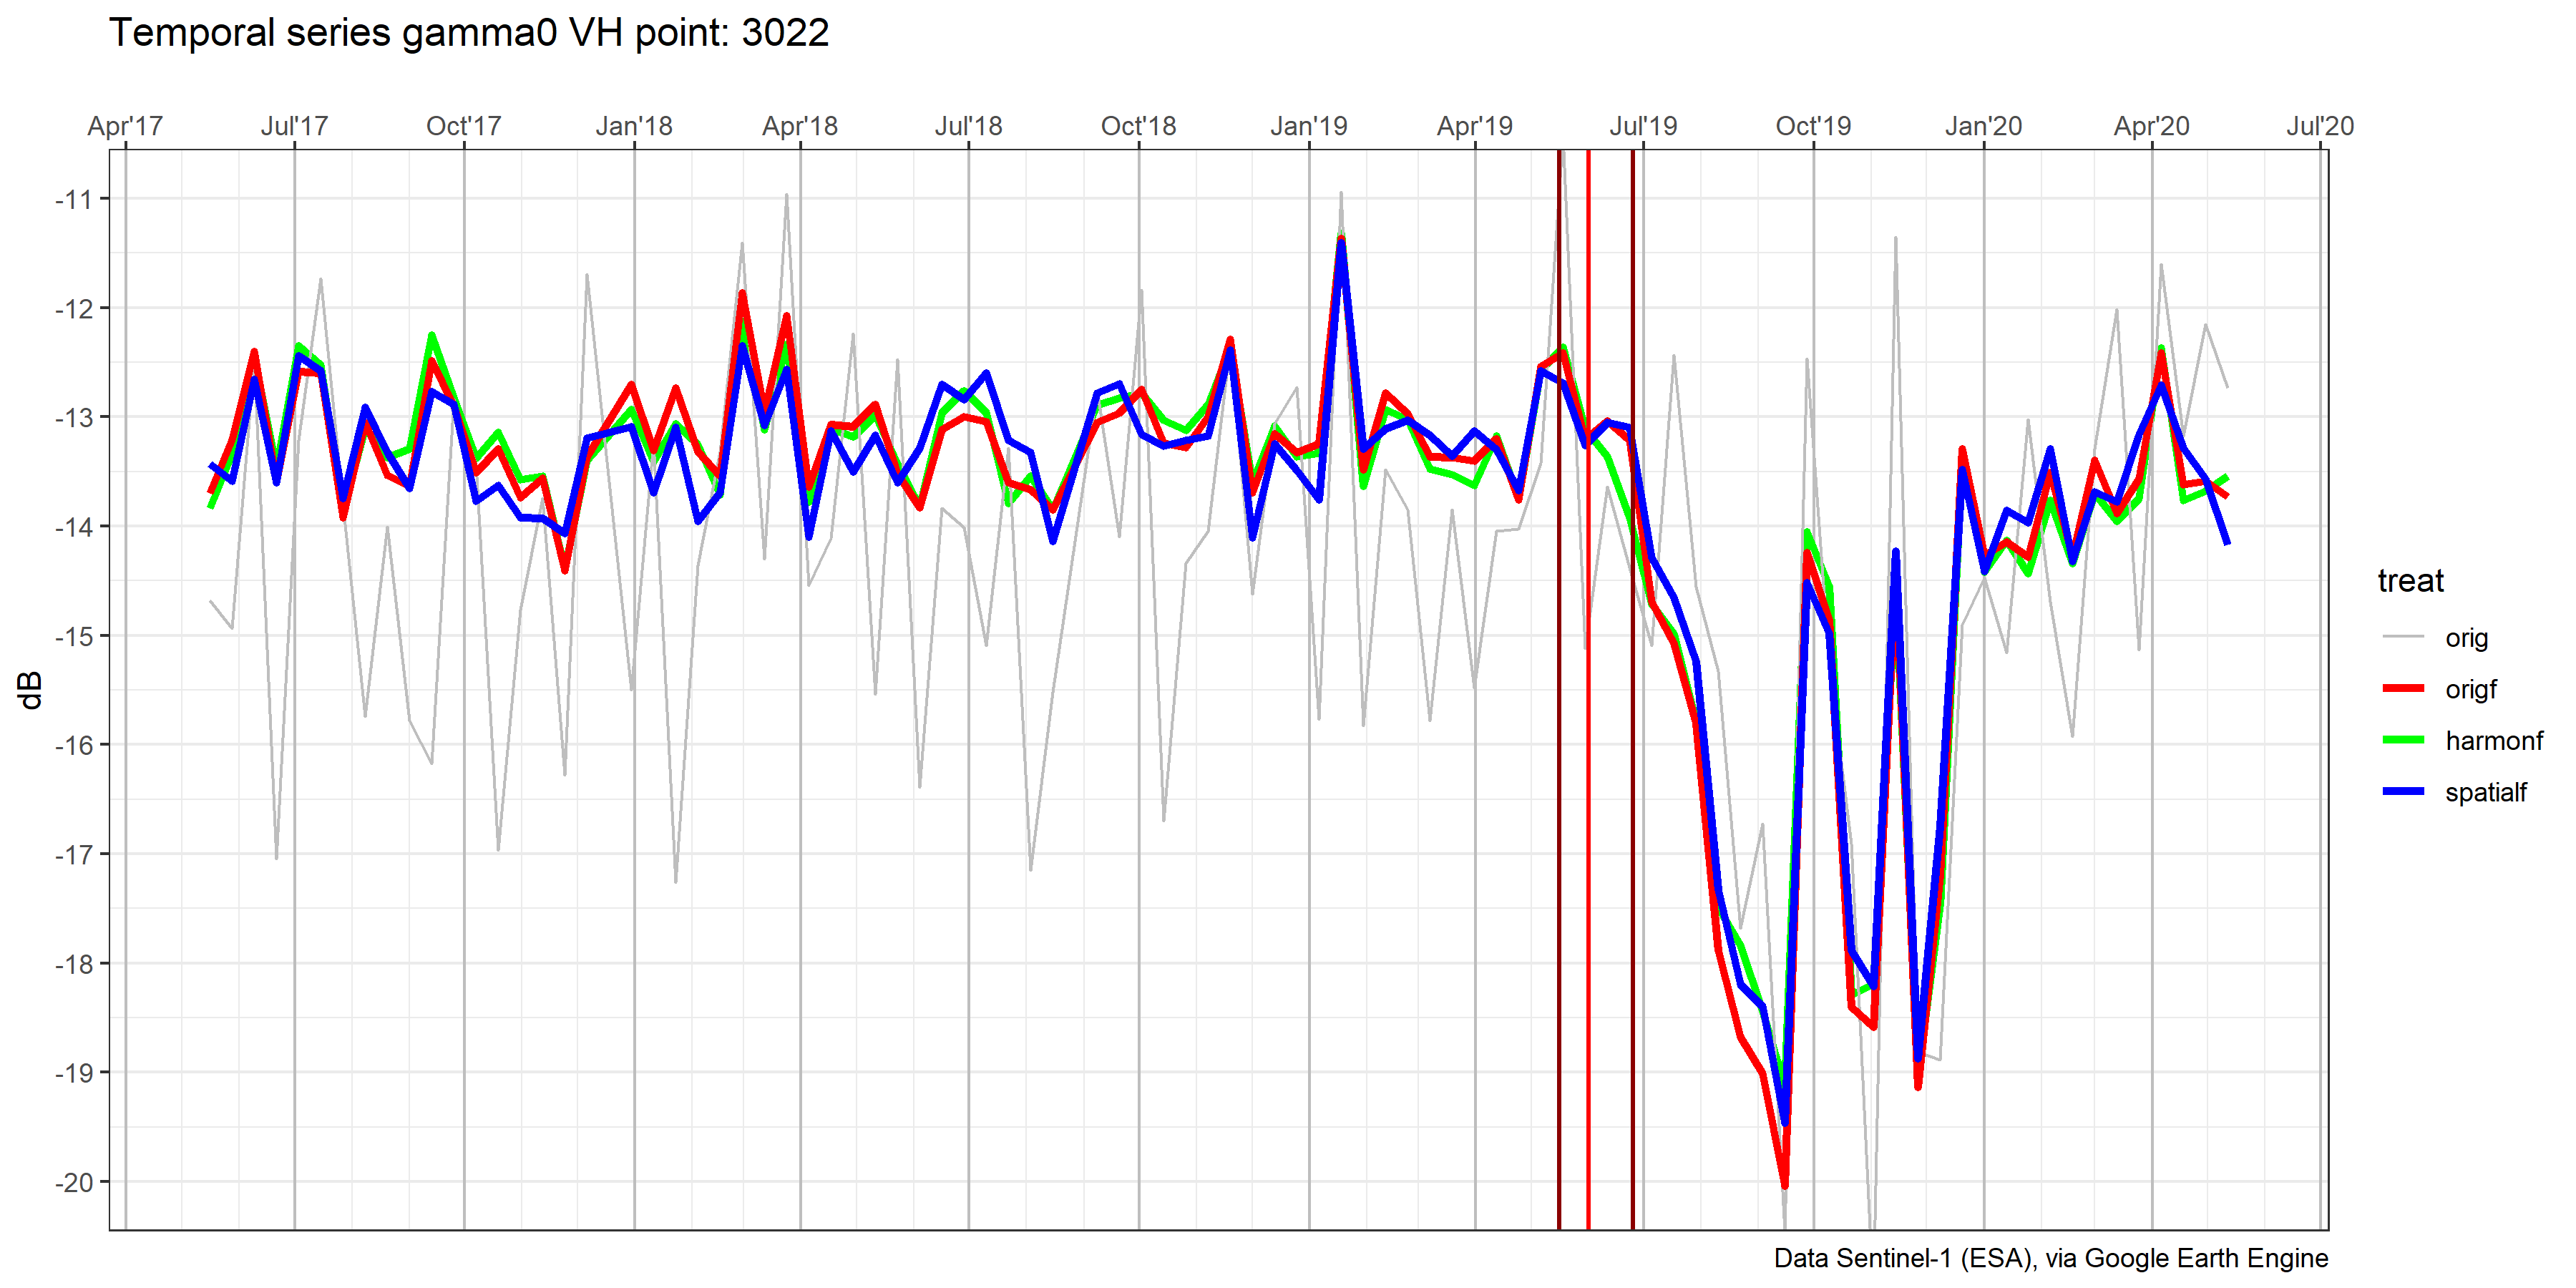 Temporal series gamma0 VH point: 3022
Apr'17 Jul'17 Oct'17 Jan'18 Apr'18 Jul'18 Oct'18 Jan'19 Apr'19 Jul'19 Oct'19 Jan'20 Apr'20 Jul'20
-11
-12
-13
-14
-15
-16
-17
-18
-19
-20
dB
treat
orig
origf
harmonf
spatialf
Data Sentinel-1 (ESA), via Google Earth Engine